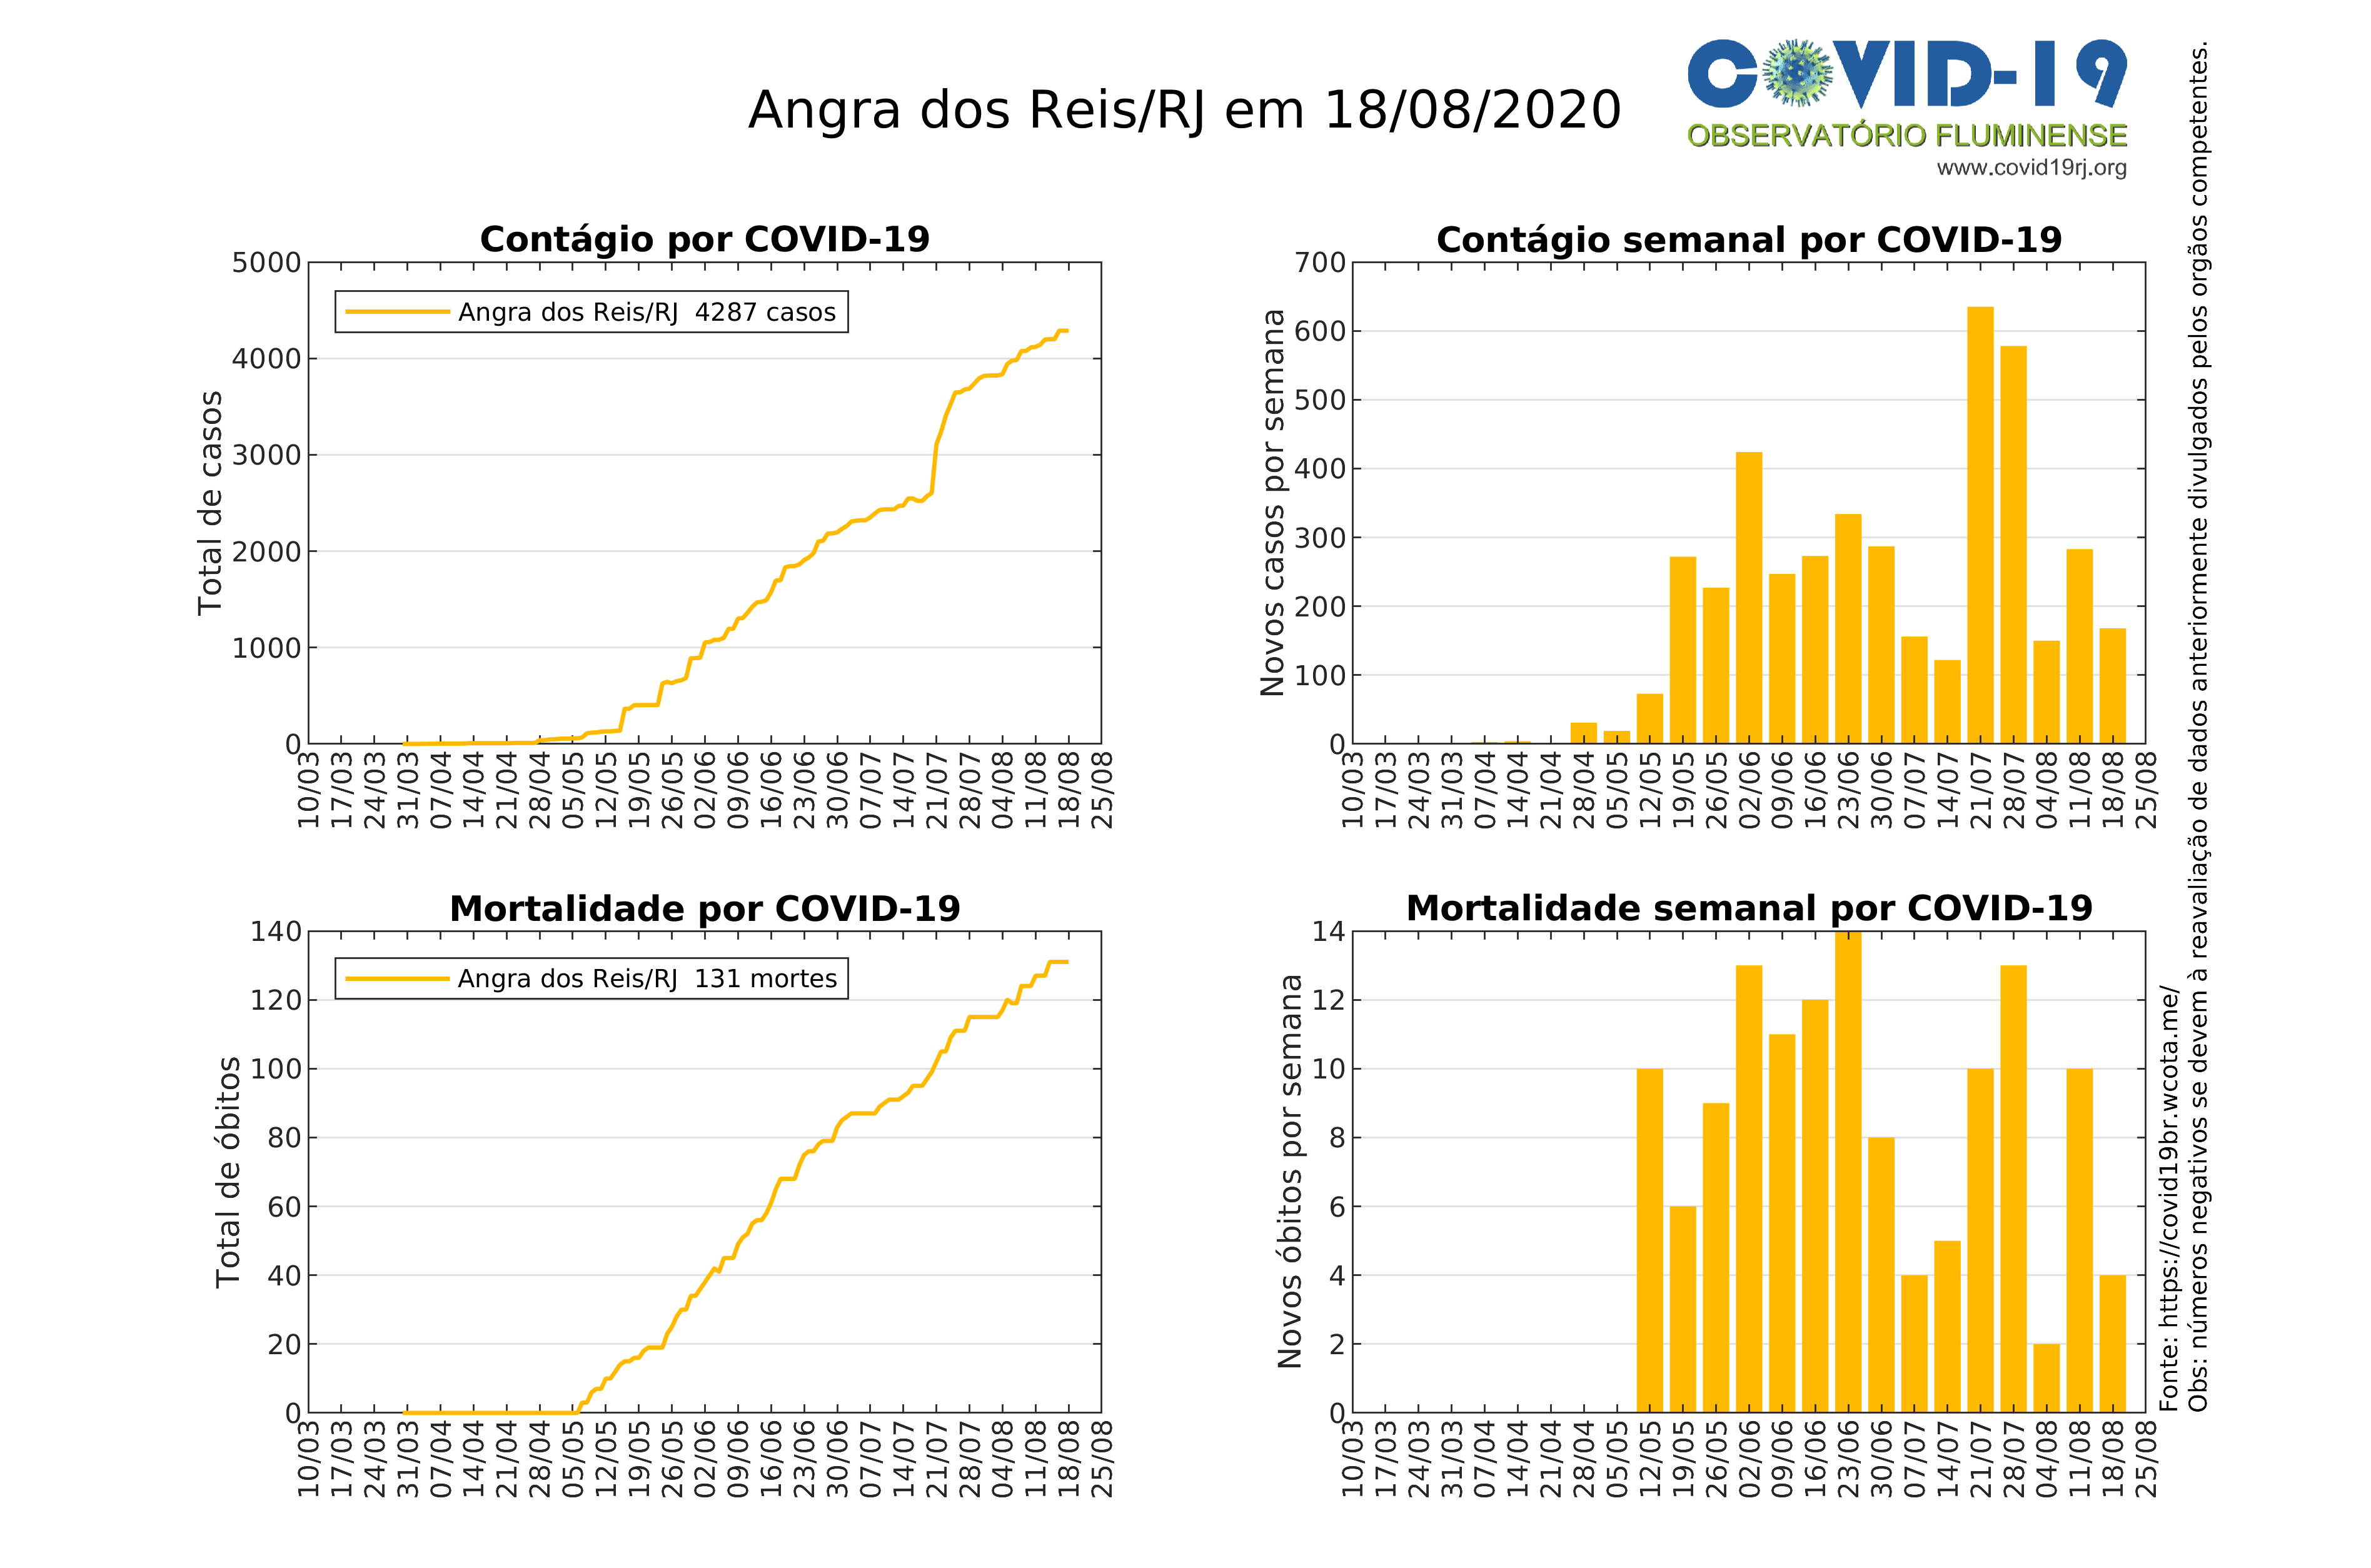 Angra dos Reis/RJ em 18/08/2020
COVID-19
OBSERVATÓRIO FLUMINENSE
www.covid19rj.org
Contágio por COVID-19
Total de casos
5000
4000
3000
2000
1000
0
Angra dos Reis/RJ 4287 casos
10/03 17/03 24/03 31/03 07/04 14/04 21/04 28/04 05/05 12/05 19/05 26/05 02/06 09/06 16/06 23/06 30/06 07/07 14/07 21/07 28/07 04/08 11/08 18/08 25/08
Contágio semanal por COVID-19
Novos casos por semana
700
600
500
400
300
200
100
0
10/03 17/03 24/03 31/03 07/04 14/04 21/04 28/04 05/05 12/05 19/05 26/05 02/06 09/06 16/06 23/06 30/06 07/07 14/07 21/07 28/07 04/08 11/08 18/08 25/08
Mortalidade por COVID-19
Total de óbitos
140
120
100
80
60
40
20
0
Angra dos Reis/RJ 131 mortes
10/03 17/03 24/03 31/03 07/04 14/04 21/04 28/04 05/05 12/05 19/05 26/05 02/06 09/06 16/06 23/06 30/06 07/07 14/07 21/07 28/07 04/08 11/08 18/08 25/08
Mortalidade semanal por COVID-19
Novos óbitos por semana
14
12
10
8
6
4
2
0
10/03 17/03 24/03 31/03 07/04 14/04 21/04 28/04 05/05 12/05 19/05 26/05 02/06 09/06 16/06 23/06 30/06 07/07 14/07 21/07 28/07 04/08 11/08 18/08 25/08
Fonte: https://covid19br.wcota.me/
Obs: números negativos se devem à reavaliação de dados anteriormente divulgados pelos orgãos competentes.